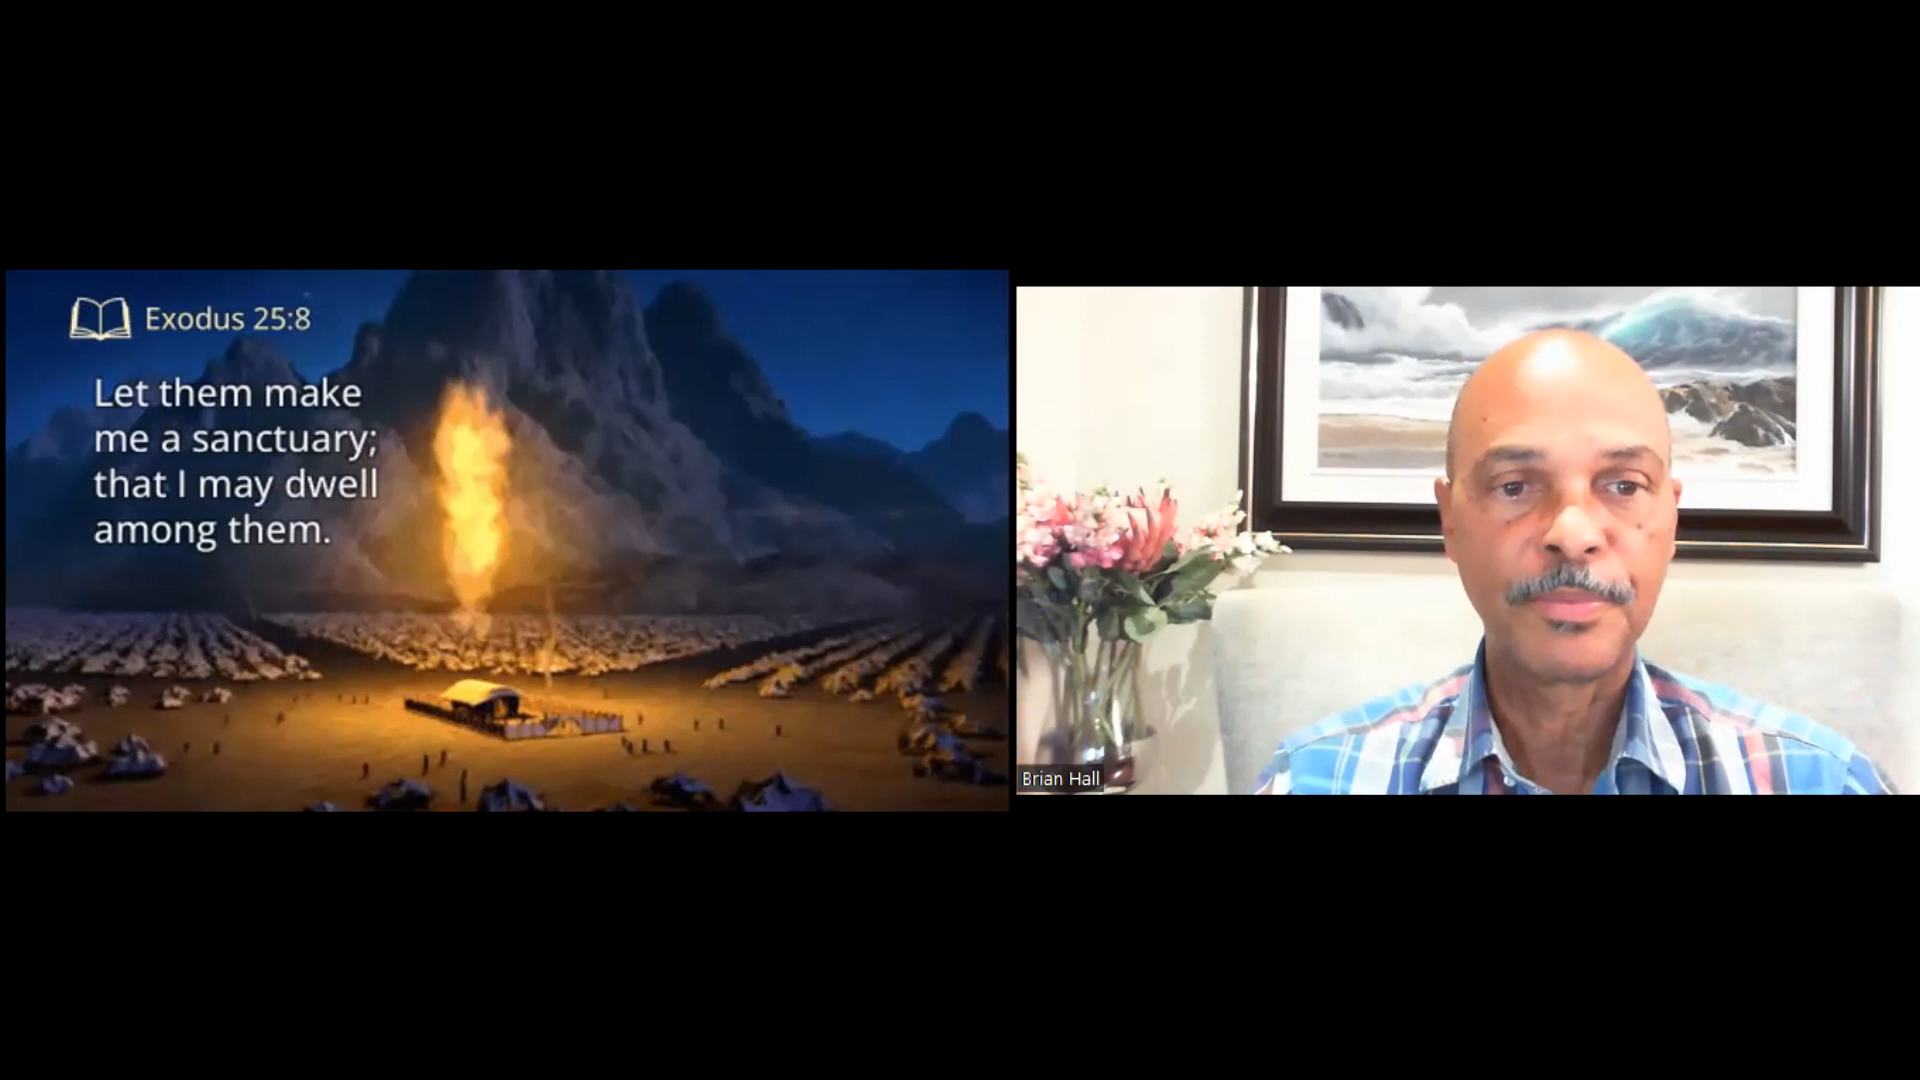 Exodus 25:8
Let them make
me a sanctuary;
that I may dwell
among them.
Brian Hall